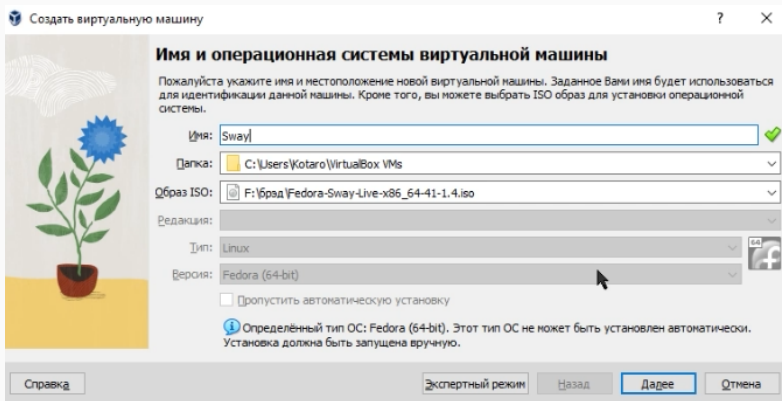 Создать виртуальную машину
? ×
Имя и операционная системы виртуальной машины
Пожалуйста укажите имя и местоположение новой виртуальной машины. Заданное Вами имя будет использоваться
для идентификации данной машины. Кроме того, вы можете выбрать ISO образ для установки операционной
системы.
Имя: Sway
Папка: C:\Users\Kotaro\VirtualBox VMs
Образ ISO: F:\брэд\Fedora-Sway-Live-x86_64-41-1.4.iso
Редакция:
Тип: Linux
64
Версия: Fedora (64-bit)
Пропустить автоматическую установку
Определённый тип ОС: Fedora (64-bit). Этот тип ОС не может быть установлен автоматически.
Установка должна быть запущена вручную.
Справка Экспертный режим Назад Далее Отмена